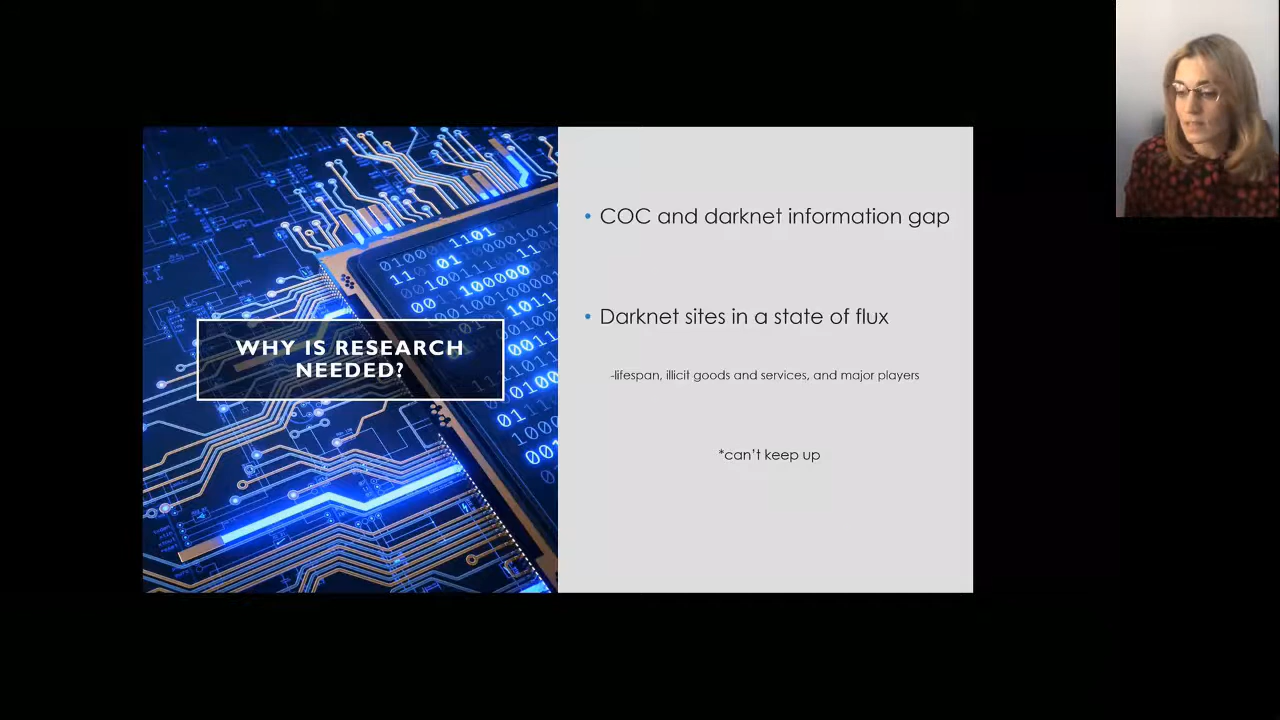 WHY IS RESEARCH
NEEDED?
• COC and darknet information gap
• Darknet sites in a state of flux
-lifespan, illicit goods and services, and major players
*can't keep up